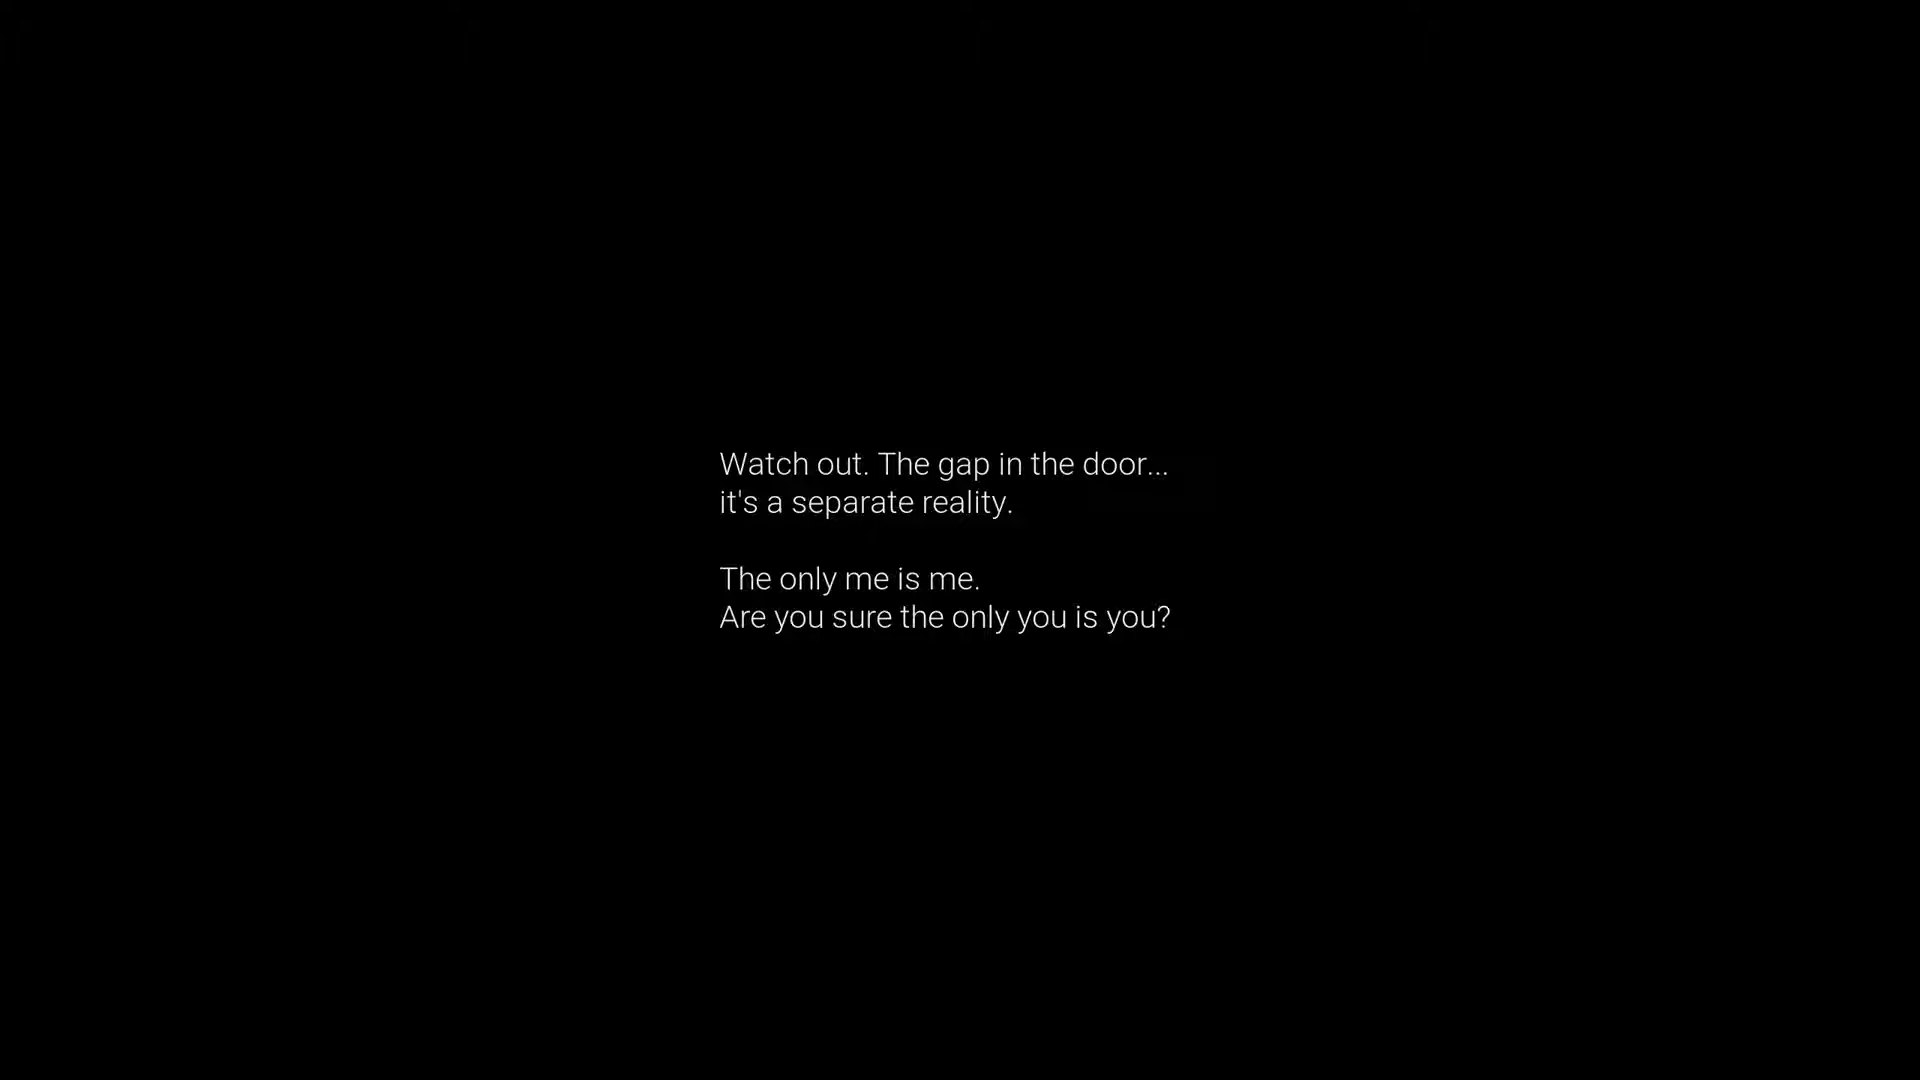 Watch out. The gap in the door...
it's a separate reality.
The only me is me.
Are you sure the only you is you?